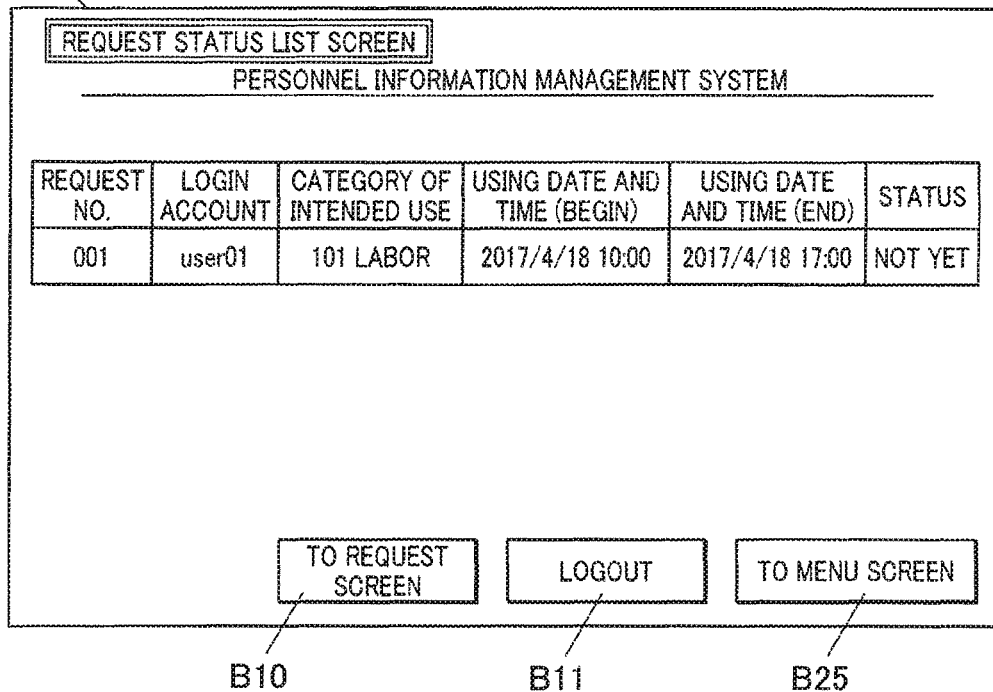 REQUEST STATUS LIST SCREEN
PERSONNEL INFORMATION MANAGEMENT SYSTEM
REQUEST NO. LOGIN ACCOUNT CATEGORY OF INTENDED USE USING DATE AND TIME (BEGIN) USING DATE AND TIME (END) STATUS
001 user01 101 LABOR 2017/4/18 10:00 2017/4/18 17:00 NOT YET
TO REQUEST SCREEN LOGOUT TO MENU SCREEN
B10 B11 B25